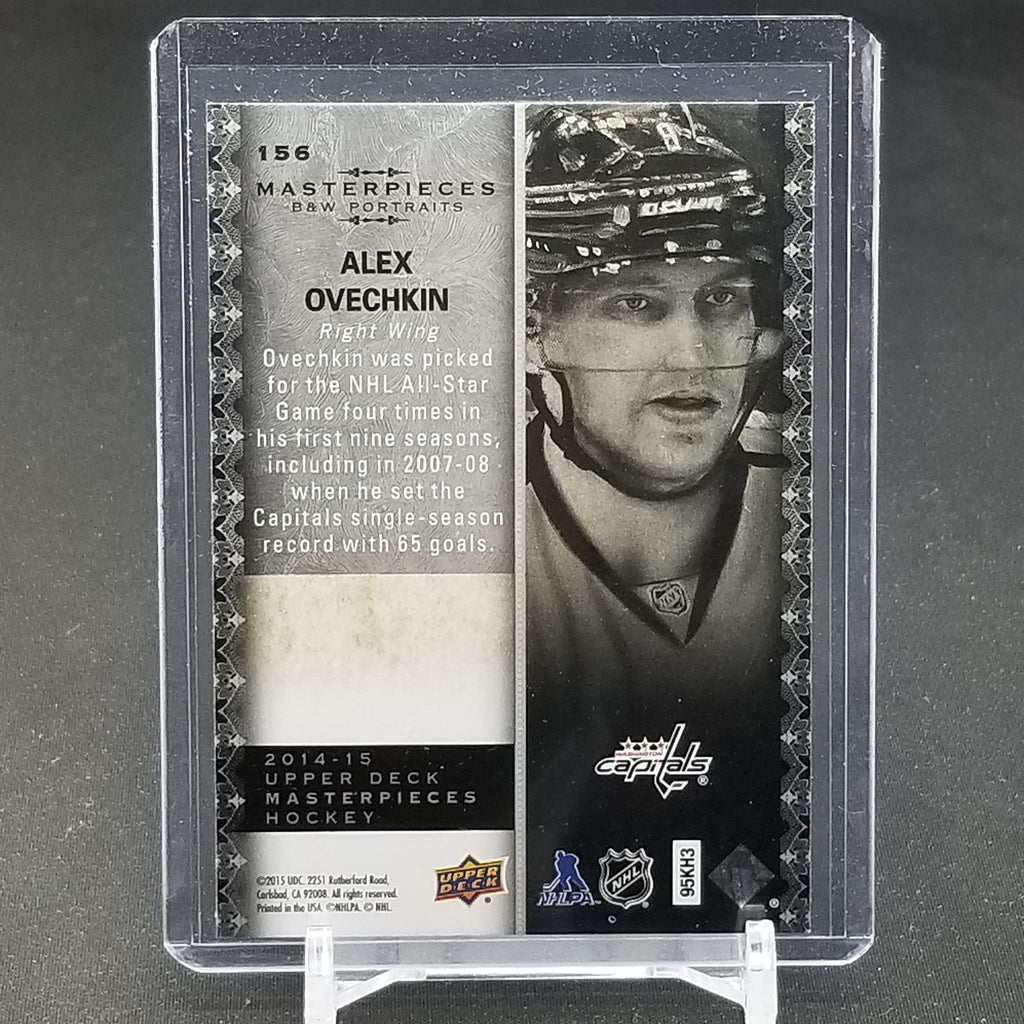 156
MASTERPIECES
B&W PORTRAITS
ALEX
OVECHKIN
Right Wing
Ovechkin was picked
for the NHL All-Star
Game four times in
his first nine seasons,
including in 2007-08
when he set the
Capitals single-season
record with 65 goals.
2014-15
UPPER DECK
MASTERPIECES
HOCKEY
©2015 UDC. 2251 Rutherford Road,
Carlsbad, CA 92008. All rights reserved.
Printed in the USA. ©NHLPA. © NHL.
UPPER
DECK
®
NHL
WASHINGTON
capitals®
NHLPA™
NHL®
95KH3
®